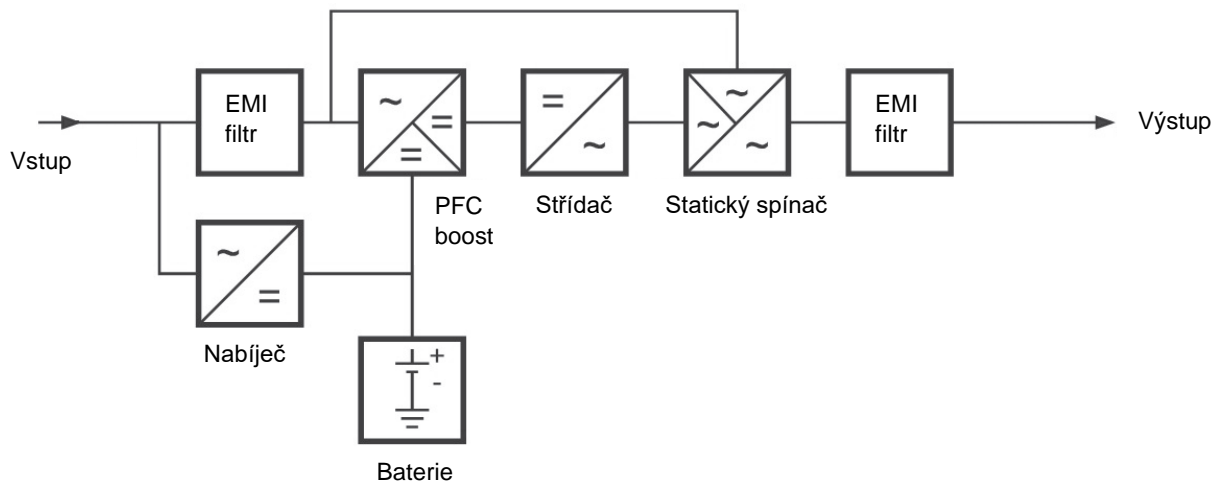 EMI
filtr
~
=
=
=
~
~
~
~
EMI
filtr
Vstup
Výstup
PFC
boost
Střídač
Statický spínač
~
=
Nabíječ
+
-
Baterie